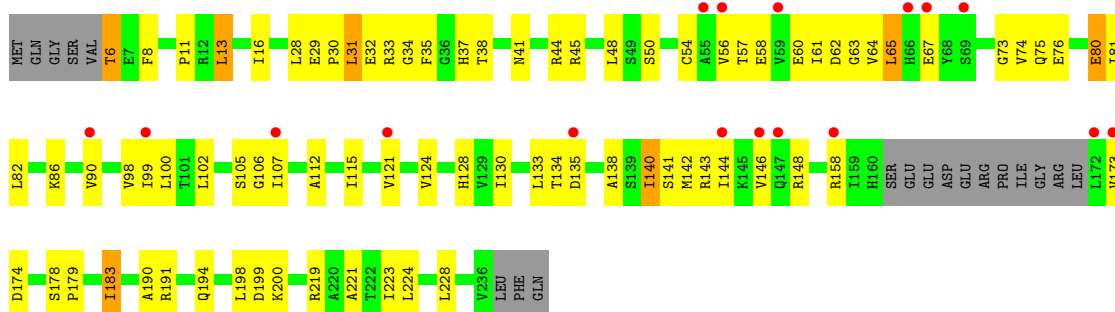 MET GLN GLY SER VAL T6 E7 F8 P11 R12 L13 I16 L28 E29 P30 L31 E32 R33 G34 F35 G36 H37 T38 N41 R44 R45 L48 S49 S50 C54 A55 V56 T57 E58 V59 E60 I61 D62 G63 V64 L65 H66 E67 Y68 S69 G73 V74 Q75 E76 E80
L82 K86 V90 V98 I99 L100 T101 L102 S105 G106 I107 A112 I115 V121 V124 H128 V129 I130 L133 T134 D135 A138 S139 I140 S141 M142 R143 I144 K145 V146 Q147 R148 R158 I159 H160 SER GLU GLU ASP GLU ARG PRO ILE GLY ARG LEU L172
D174 S178 P179 I183 A190 R191 Q194 L198 D199 K200 R219 A220 A221 T222 I223 L224 L228 V236 LEU PHE GLN